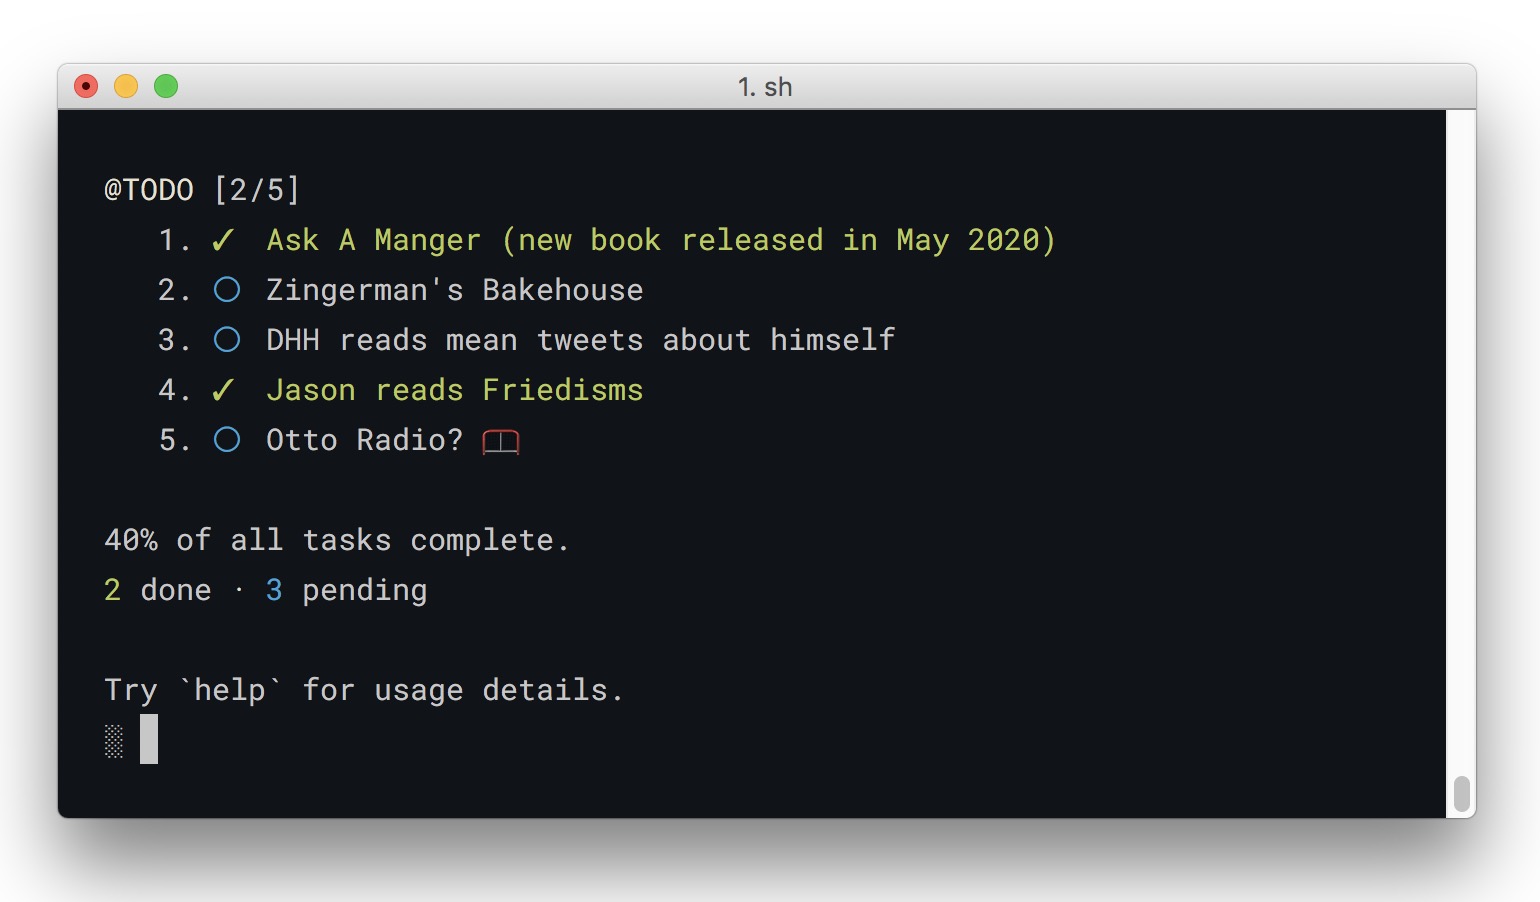 1. sh
@TODO [2/5]
1. ✓ Ask A Manger (new book released in May 2020)
2. ○ Zingerman's Bakehouse
3. ○ DHH reads mean tweets about himself
4. ✓ Jason reads Friedisms
5. ○ Otto Radio?
40% of all tasks complete.
2 done · 3 pending
Try `help` for usage details.
░